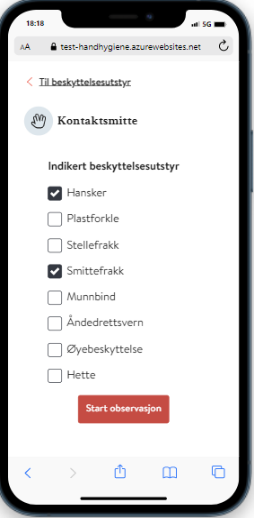 18:18
5G
AA test-handhygiene.azurewebsites.net
Til beskyttelsesutstyr
Kontaktsmitte
Indikert beskyttelsesutstyr
Hansker
Plastforkle
Stellefrakk
Smittefrakk
Munnbind
Åndedrettsvern
Øyebeskyttelse
Hette
Start observasjon